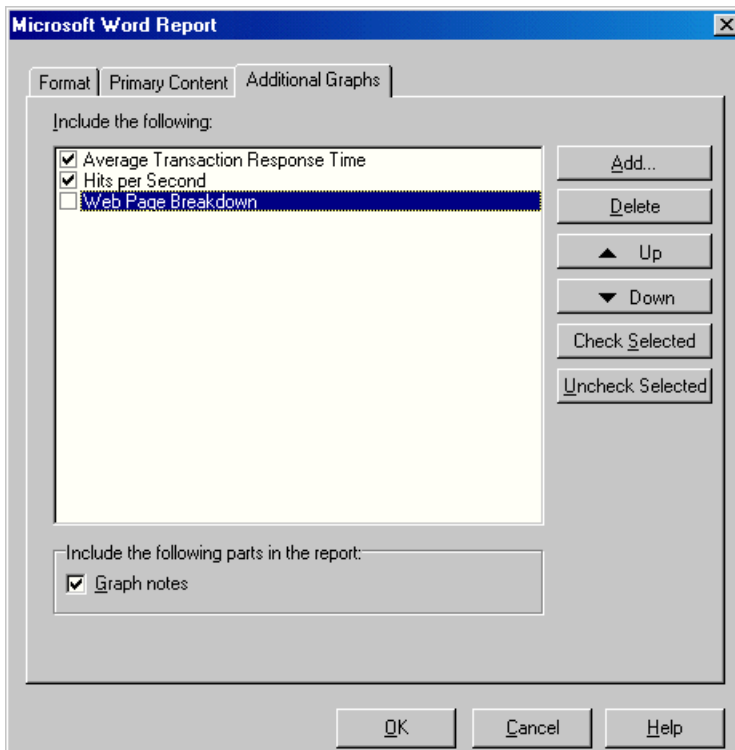 Microsoft Word Report
Format Primary Content Additional Graphs
Include the following:
Average Transaction Response Time
Hits per Second
Web Page Breakdown
Add...
Delete
Up
Down
Check Selected
Uncheck Selected
Include the following parts in the report:
Graph notes
OK Cancel Help